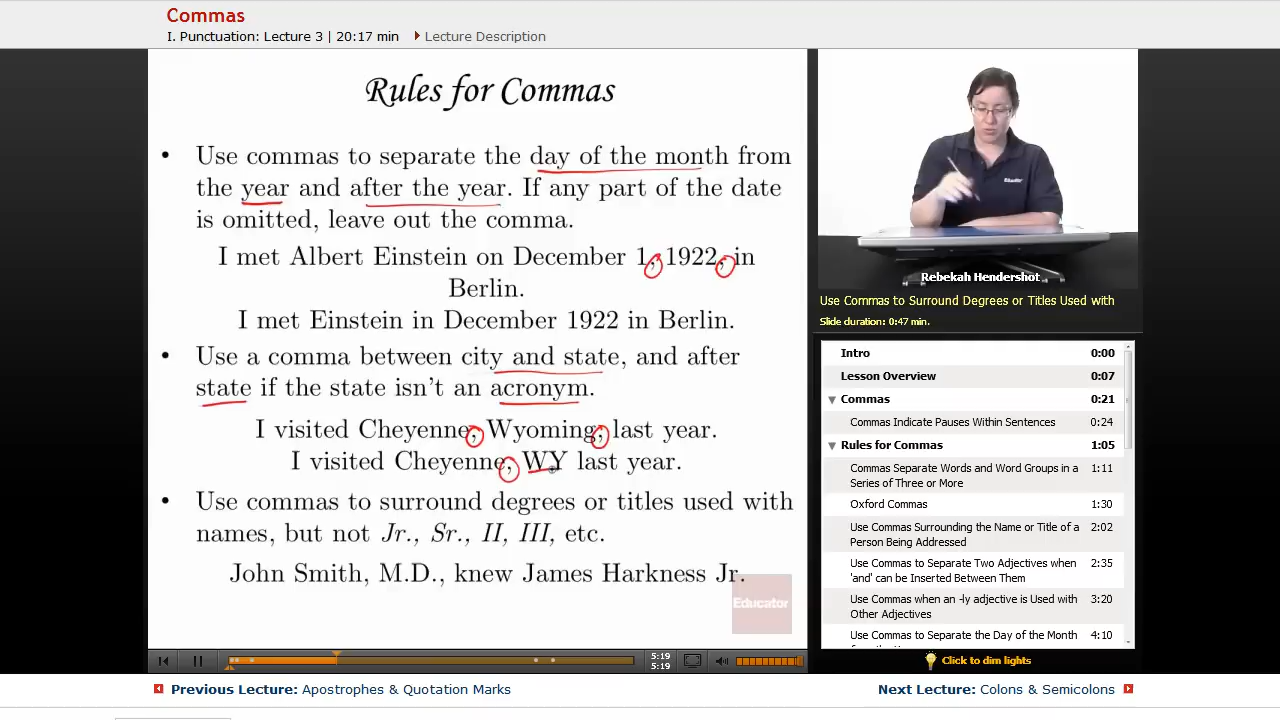 Commas
I. Punctuation: Lecture 3 | 20:17 min
Lecture Description
Rules for Commas
• Use commas to separate the day of the month from
the year and after the year. If any part of the date
is omitted, leave out the comma.
I met Albert Einstein on December 1, 1922, in
Berlin.
I met Einstein in December 1922 in Berlin.
• Use a comma between city and state, and after
state if the state isn't an acronym.
I visited Cheyenne, Wyoming, last year.
I visited Cheyenne, WY last year.
• Use commas to surround degrees or titles used with
names, but not Jr., Sr., II, III, etc.
John Smith, M.D., knew James Harkness Jr.
Educator
Rebekah Hendershot
Use Commas to Surround Degrees or Titles Used with
Slide duration: 0:47 min.
Intro 0:00
Lesson Overview 0:07
Commas 0:21
Commas Indicate Pauses Within Sentences 0:24
Rules for Commas 1:05
Commas Separate Words and Word Groups in a 1:11
Series of Three or More
Oxford Commas 1:30
Use Commas Surrounding the Name or Title of a 2:02
Person Being Addressed
Use Commas to Separate Two Adjectives when 2:35
'and' can be Inserted Between Them
Use Commas when an -ly adjective is Used with 3:20
Other Adjectives
Use Commas to Separate the Day of the Month 4:10
5:19
5:19
Click to dim lights
Previous Lecture: Apostrophes & Quotation Marks
Next Lecture: Colons & Semicolons